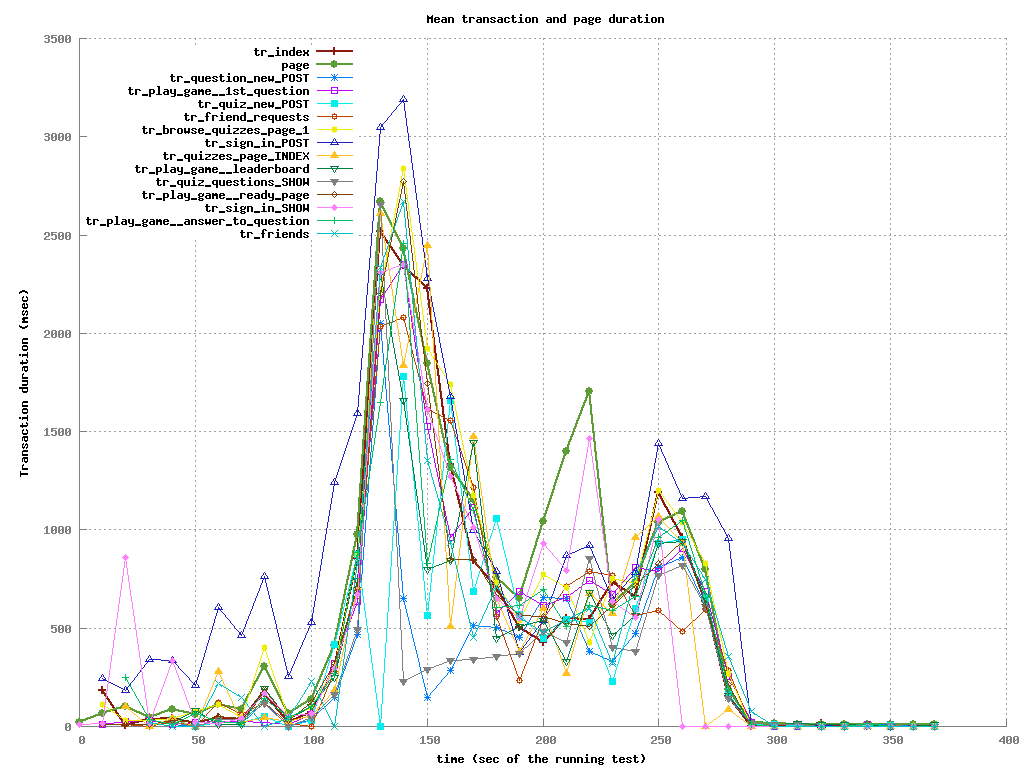 Mean transaction and page duration
3500
3000
2500
2000
1500
1000
500
0
Transaction duration (msec)
tr_index
page
tr_question_new_POST
tr_play_game__1st_question
tr_quiz_new_POST
tr_friend_requests
tr_browse_quizzes_page_1
tr_sign_in_POST
tr_quizzes_page_INDEX
tr_play_game__leaderboard
tr_quiz_questions_SHOW
tr_play_game__ready_page
tr_sign_in_SHOW
tr_play_game__answer_to_question
tr_friends
0 50 100 150 200 250 300 350 400
time (sec of the running test)